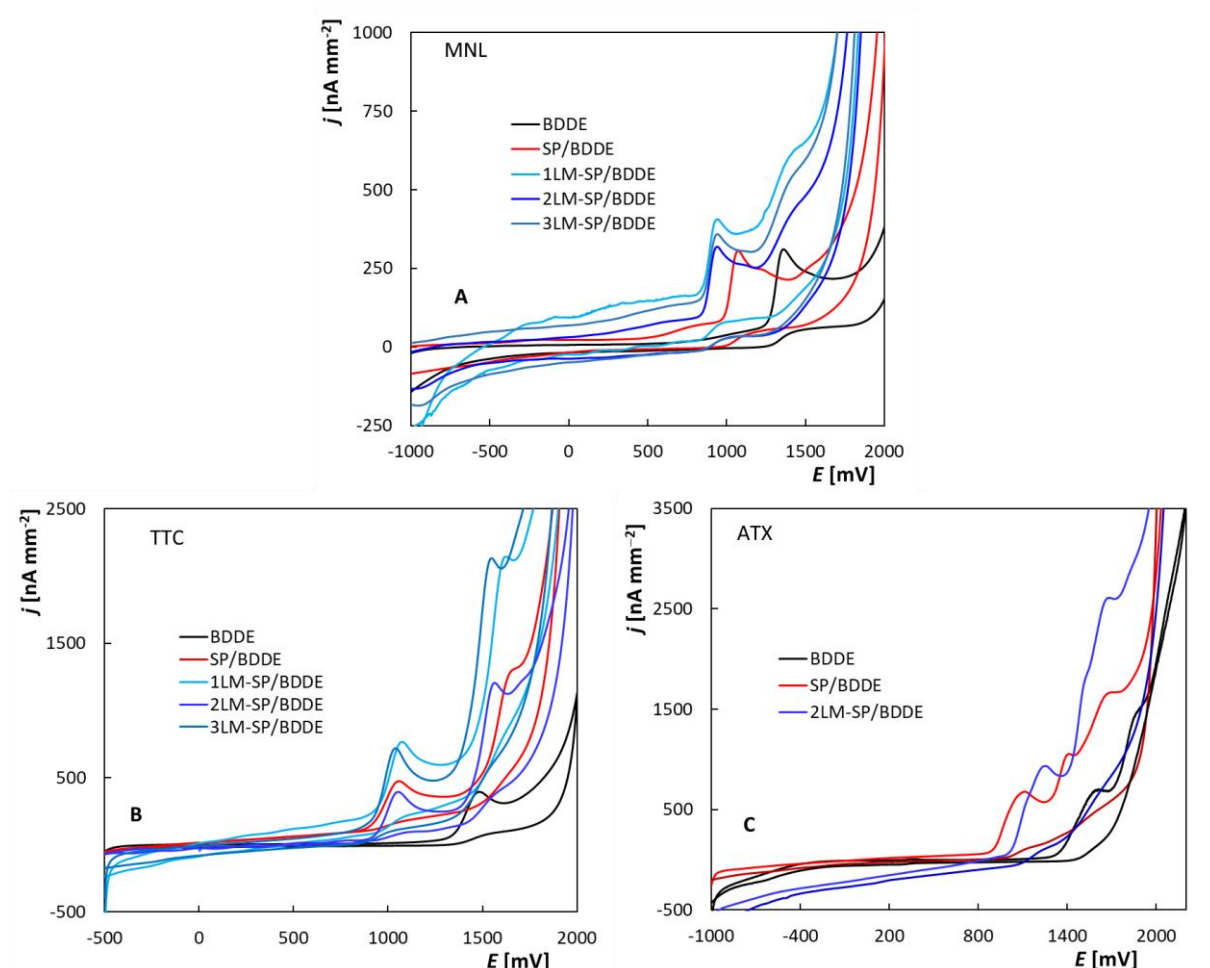 MNL
j [nA mm⁻²]
1000
750
500
250
0
-250
BDDE
SP/BDDE
1LM-SP/BDDE
2LM-SP/BDDE
3LM-SP/BDDE
A
-1000 -500 0 500 1000 1500 2000
E [mV]
TTC
j [nA mm⁻²]
2500
1500
500
-500
BDDE
SP/BDDE
1LM-SP/BDDE
2LM-SP/BDDE
3LM-SP/BDDE
B
-500 0 500 1000 1500 2000
E [mV]
ATX
j [nA mm⁻²]
3500
2500
1500
500
-500
BDDE
SP/BDDE
2LM-SP/BDDE
C
-1000 -400 200 800 1400 2000
E [mV]